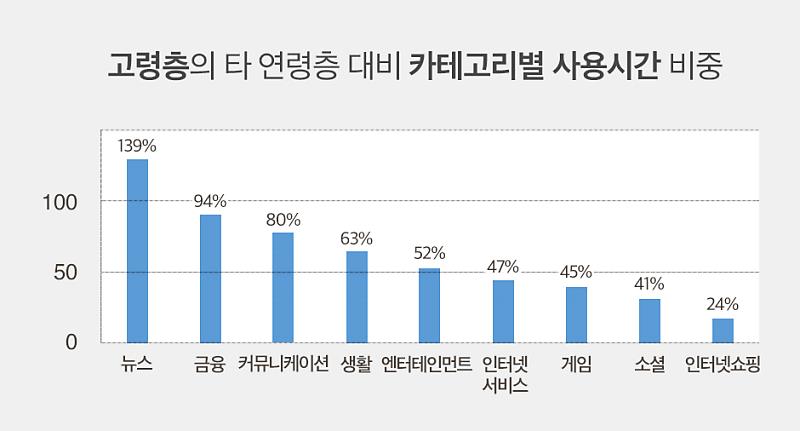 고령층의 타 연령층 대비 카테고리별 사용시간 비중
139%
94%
80%
63%
52%
47%
45%
41%
24%
100
50
0
뉴스
금융
커뮤니케이션
생활
엔터테인먼트
인터넷
서비스
게임
소셜
인터넷쇼핑